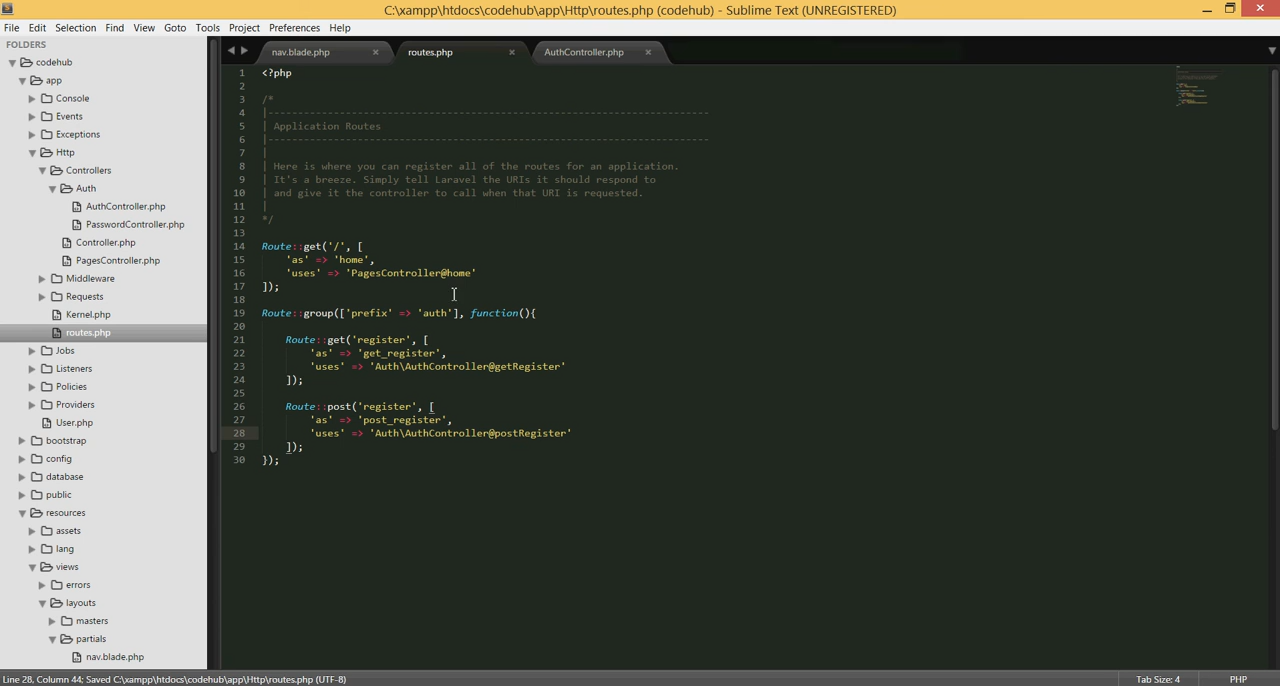 C:\xampp\htdocs\codehub\app\Http\routes.php (codehub) - Sublime Text (UNREGISTERED)
File Edit Selection Find View Goto Tools Project Preferences Help
FOLDERS
codehub
app
Console
Events
Exceptions
Http
Controllers
Auth
AuthController.php
PasswordController.php
Controller.php
PagesController.php
Middleware
Requests
Kernel.php
routes.php
Jobs
Listeners
Policies
Providers
User.php
bootstrap
config
database
public
resources
assets
lang
views
errors
layouts
masters
partials
nav.blade.php
nav.blade.php × routes.php × AuthController.php ×
1 <?php
2
3 /*
4 |--------------------------------------------------------------------------
5 | Application Routes
6 |--------------------------------------------------------------------------
7 |
8 | Here is where you can register all of the routes for an application.
9 | It's a breeze. Simply tell Laravel the URIs it should respond to
10 | and give it the controller to call when that URI is requested.
11 |
12 */
13
14 Route::get('/', [
15 'as' => 'home',
16 'uses' => 'PagesController@home'
17 ]);
18
19 Route::group(['prefix' => 'auth'], function(){
20
21 Route::get('register', [
22 'as' => 'get_register',
23 'uses' => 'Auth\AuthController@getRegister'
24 ]);
25
26 Route::post('register', [
27 'as' => 'post_register',
28 'uses' => 'Auth\AuthController@postRegister'
29 ]);
30 });
Line 28, Column 44; Saved C:\xampp\htdocs\codehub\app\Http\routes.php (UTF-8) Tab Size: 4 PHP